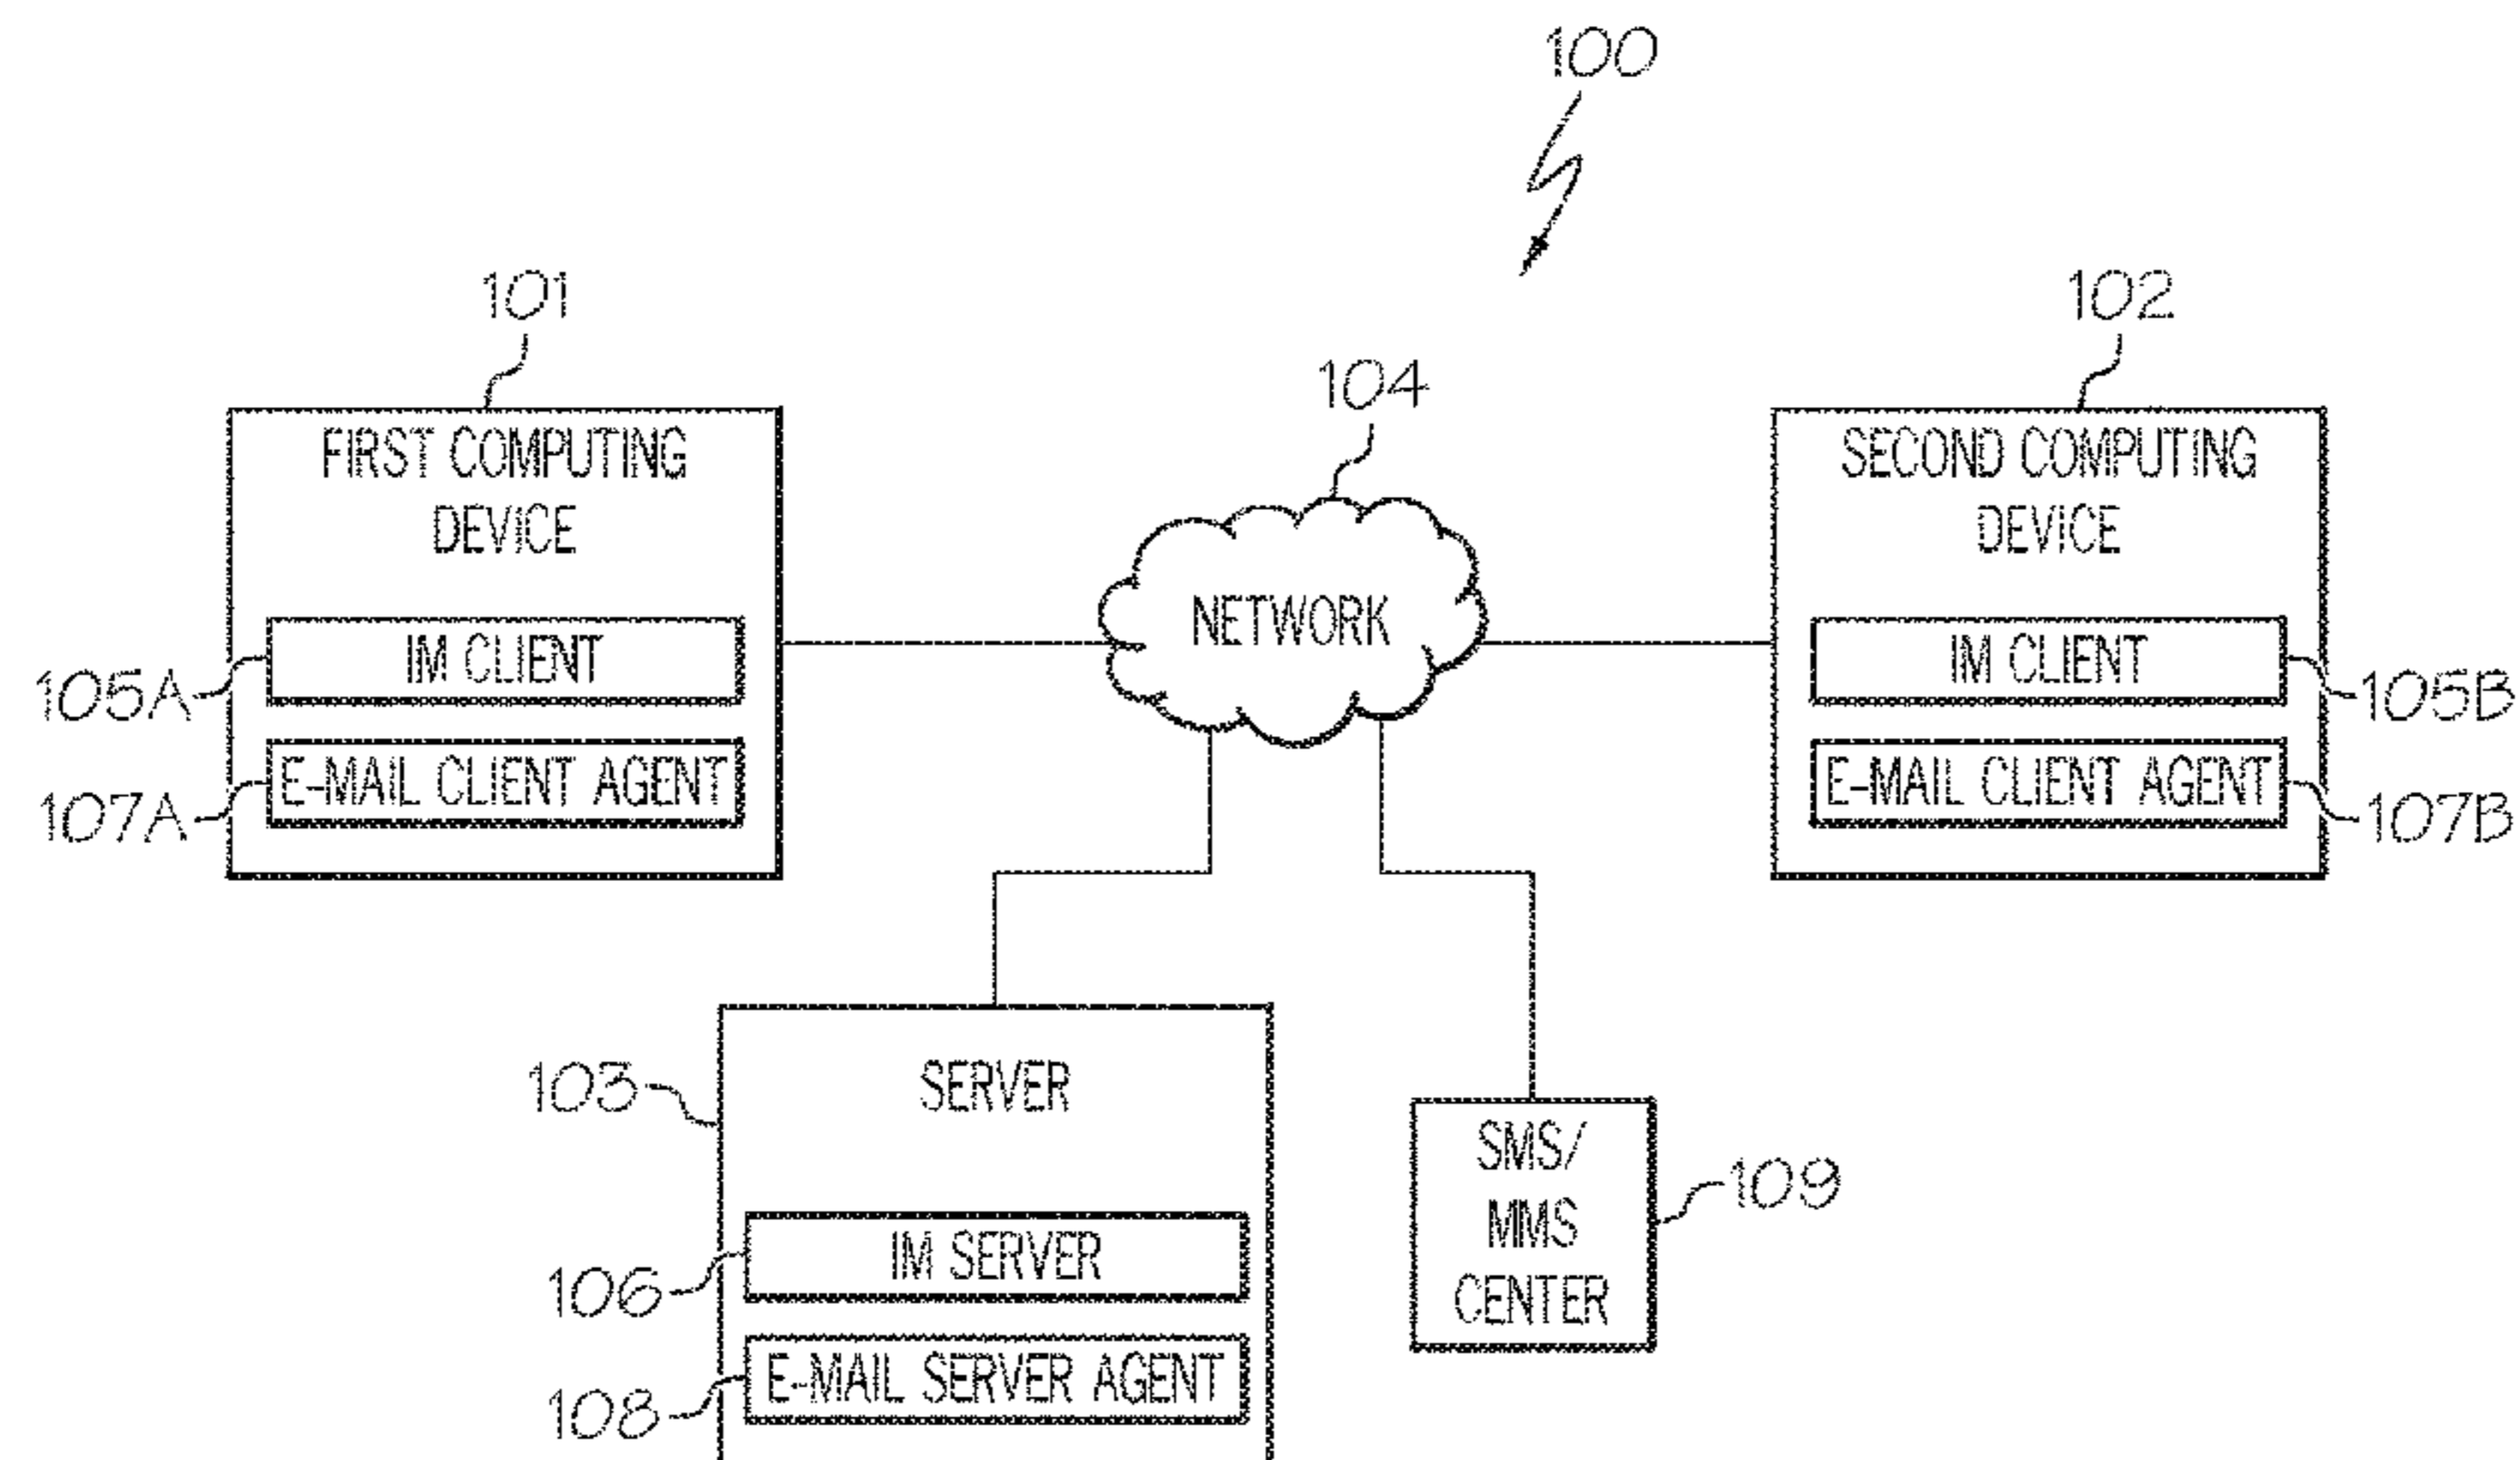 100
101
102
104
FIRST COMPUTING
DEVICE
SECOND COMPUTING
DEVICE
NETWORK
IM CLIENT
IM CLIENT
105A
105B
E-MAIL CLIENT AGENT
E-MAIL CLIENT AGENT
107A
107B
103
SERVER
SMS/
MMS
CENTER
109
IM SERVER
106
E-MAIL SERVER AGENT
108